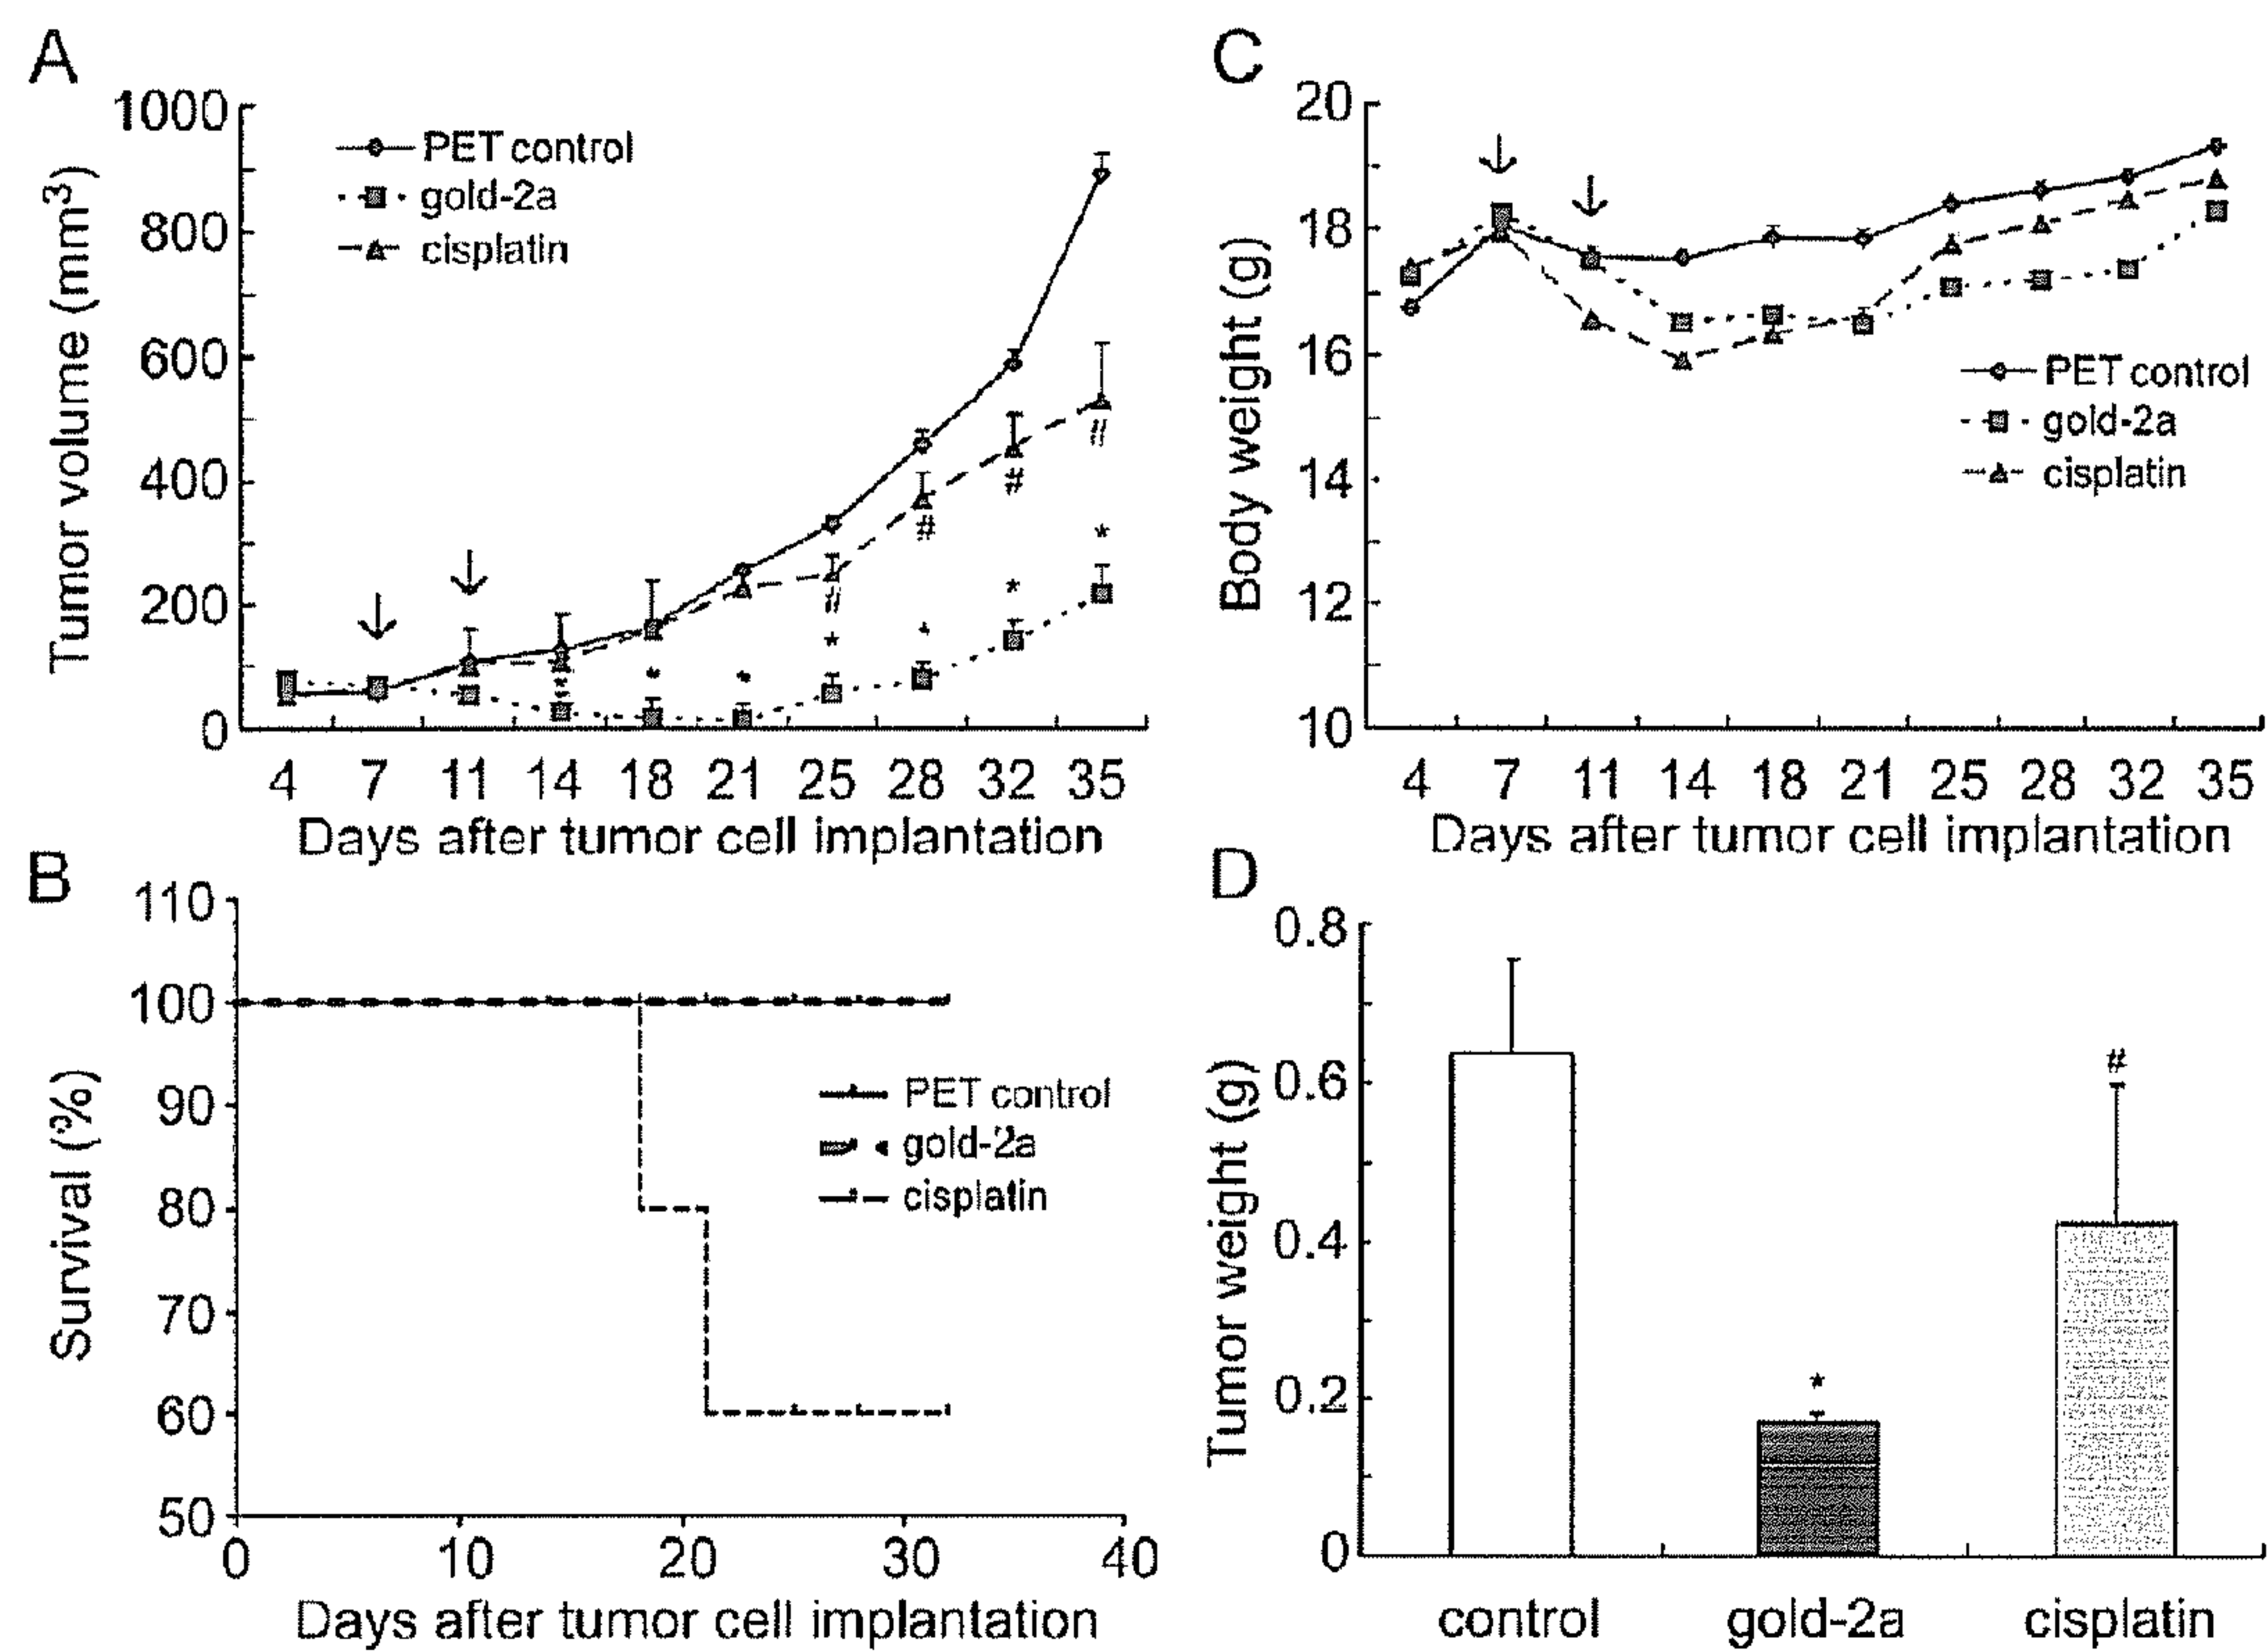 A
1000
800
600
400
200
0
Tumor volume (mm³)
PET control
gold-2a
cisplatin
# # # # 
* * * * * * *
4 7 11 14 18 21 25 28 32 35
Days after tumor cell implantation
C
20
18
16
14
12
10
Body weight (g)
PET control
gold-2a
cisplatin
4 7 11 14 18 21 25 28 32 35
Days after tumor cell implantation
B
110
100
90
80
70
60
50
Survival (%)
PET control
gold-2a
cisplatin
0 10 20 30 40
Days after tumor cell implantation
D
0.8
0.6
0.4
0.2
0
Tumor weight (g)
*
#
control gold-2a cisplatin